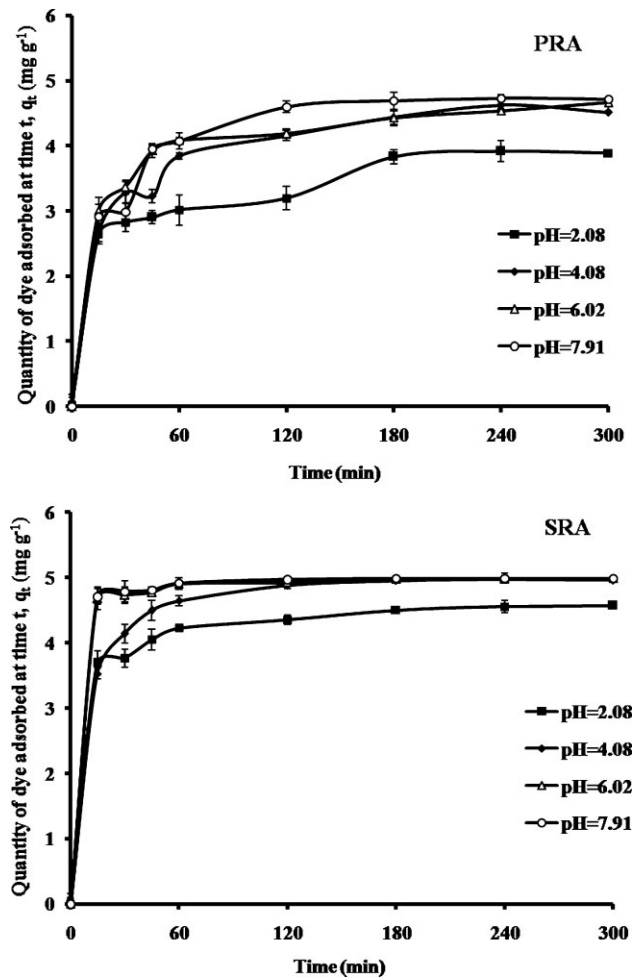 PRA
6
5
4
3
2
1
0
Quantity of dye adsorbed at time t, qt (mg g-1)
pH=2.08
pH=4.08
pH=6.02
pH=7.91
0 60 120 180 240 300
Time (min)
SRA
6
5
4
3
2
1
0
Quantity of dye adsorbed at time t, qt (mg g-1)
pH=2.08
pH=4.08
pH=6.02
pH=7.91
0 60 120 180 240 300
Time (min)